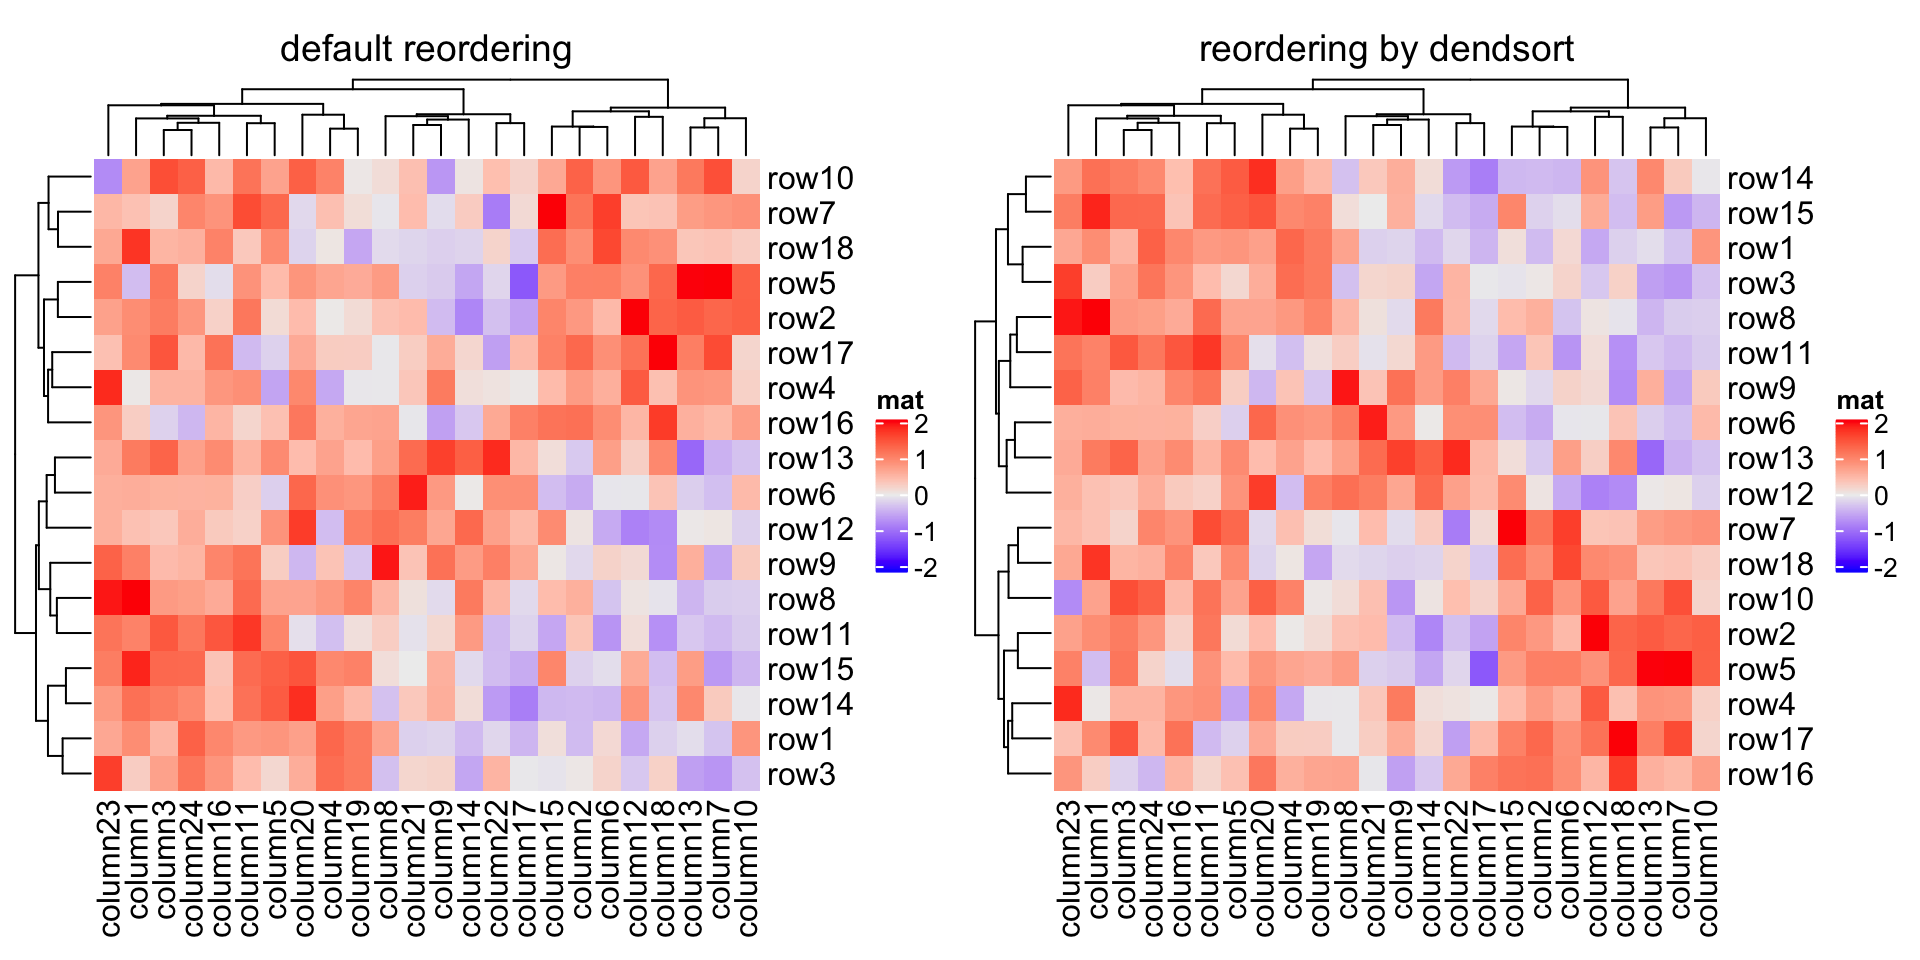 default reordering
row10
row7
row18
row5
row2
row17
row4
row16
row13
row6
row12
row9
row8
row11
row15
row14
row1
row3
column23
column1
column3
column24
column16
column11
column5
column20
column4
column19
column8
column21
column9
column14
column22
column17
column15
column2
column6
column12
column18
column13
column7
column10
mat
2
1
0
-1
-2
reordering by dendsort
row14
row15
row1
row3
row8
row11
row9
row6
row13
row12
row7
row18
row10
row2
row5
row4
row17
row16
column23
column1
column3
column24
column16
column11
column5
column20
column4
column19
column8
column21
column9
column14
column22
column17
column15
column2
column6
column12
column18
column13
column7
column10
mat
2
1
0
-1
-2